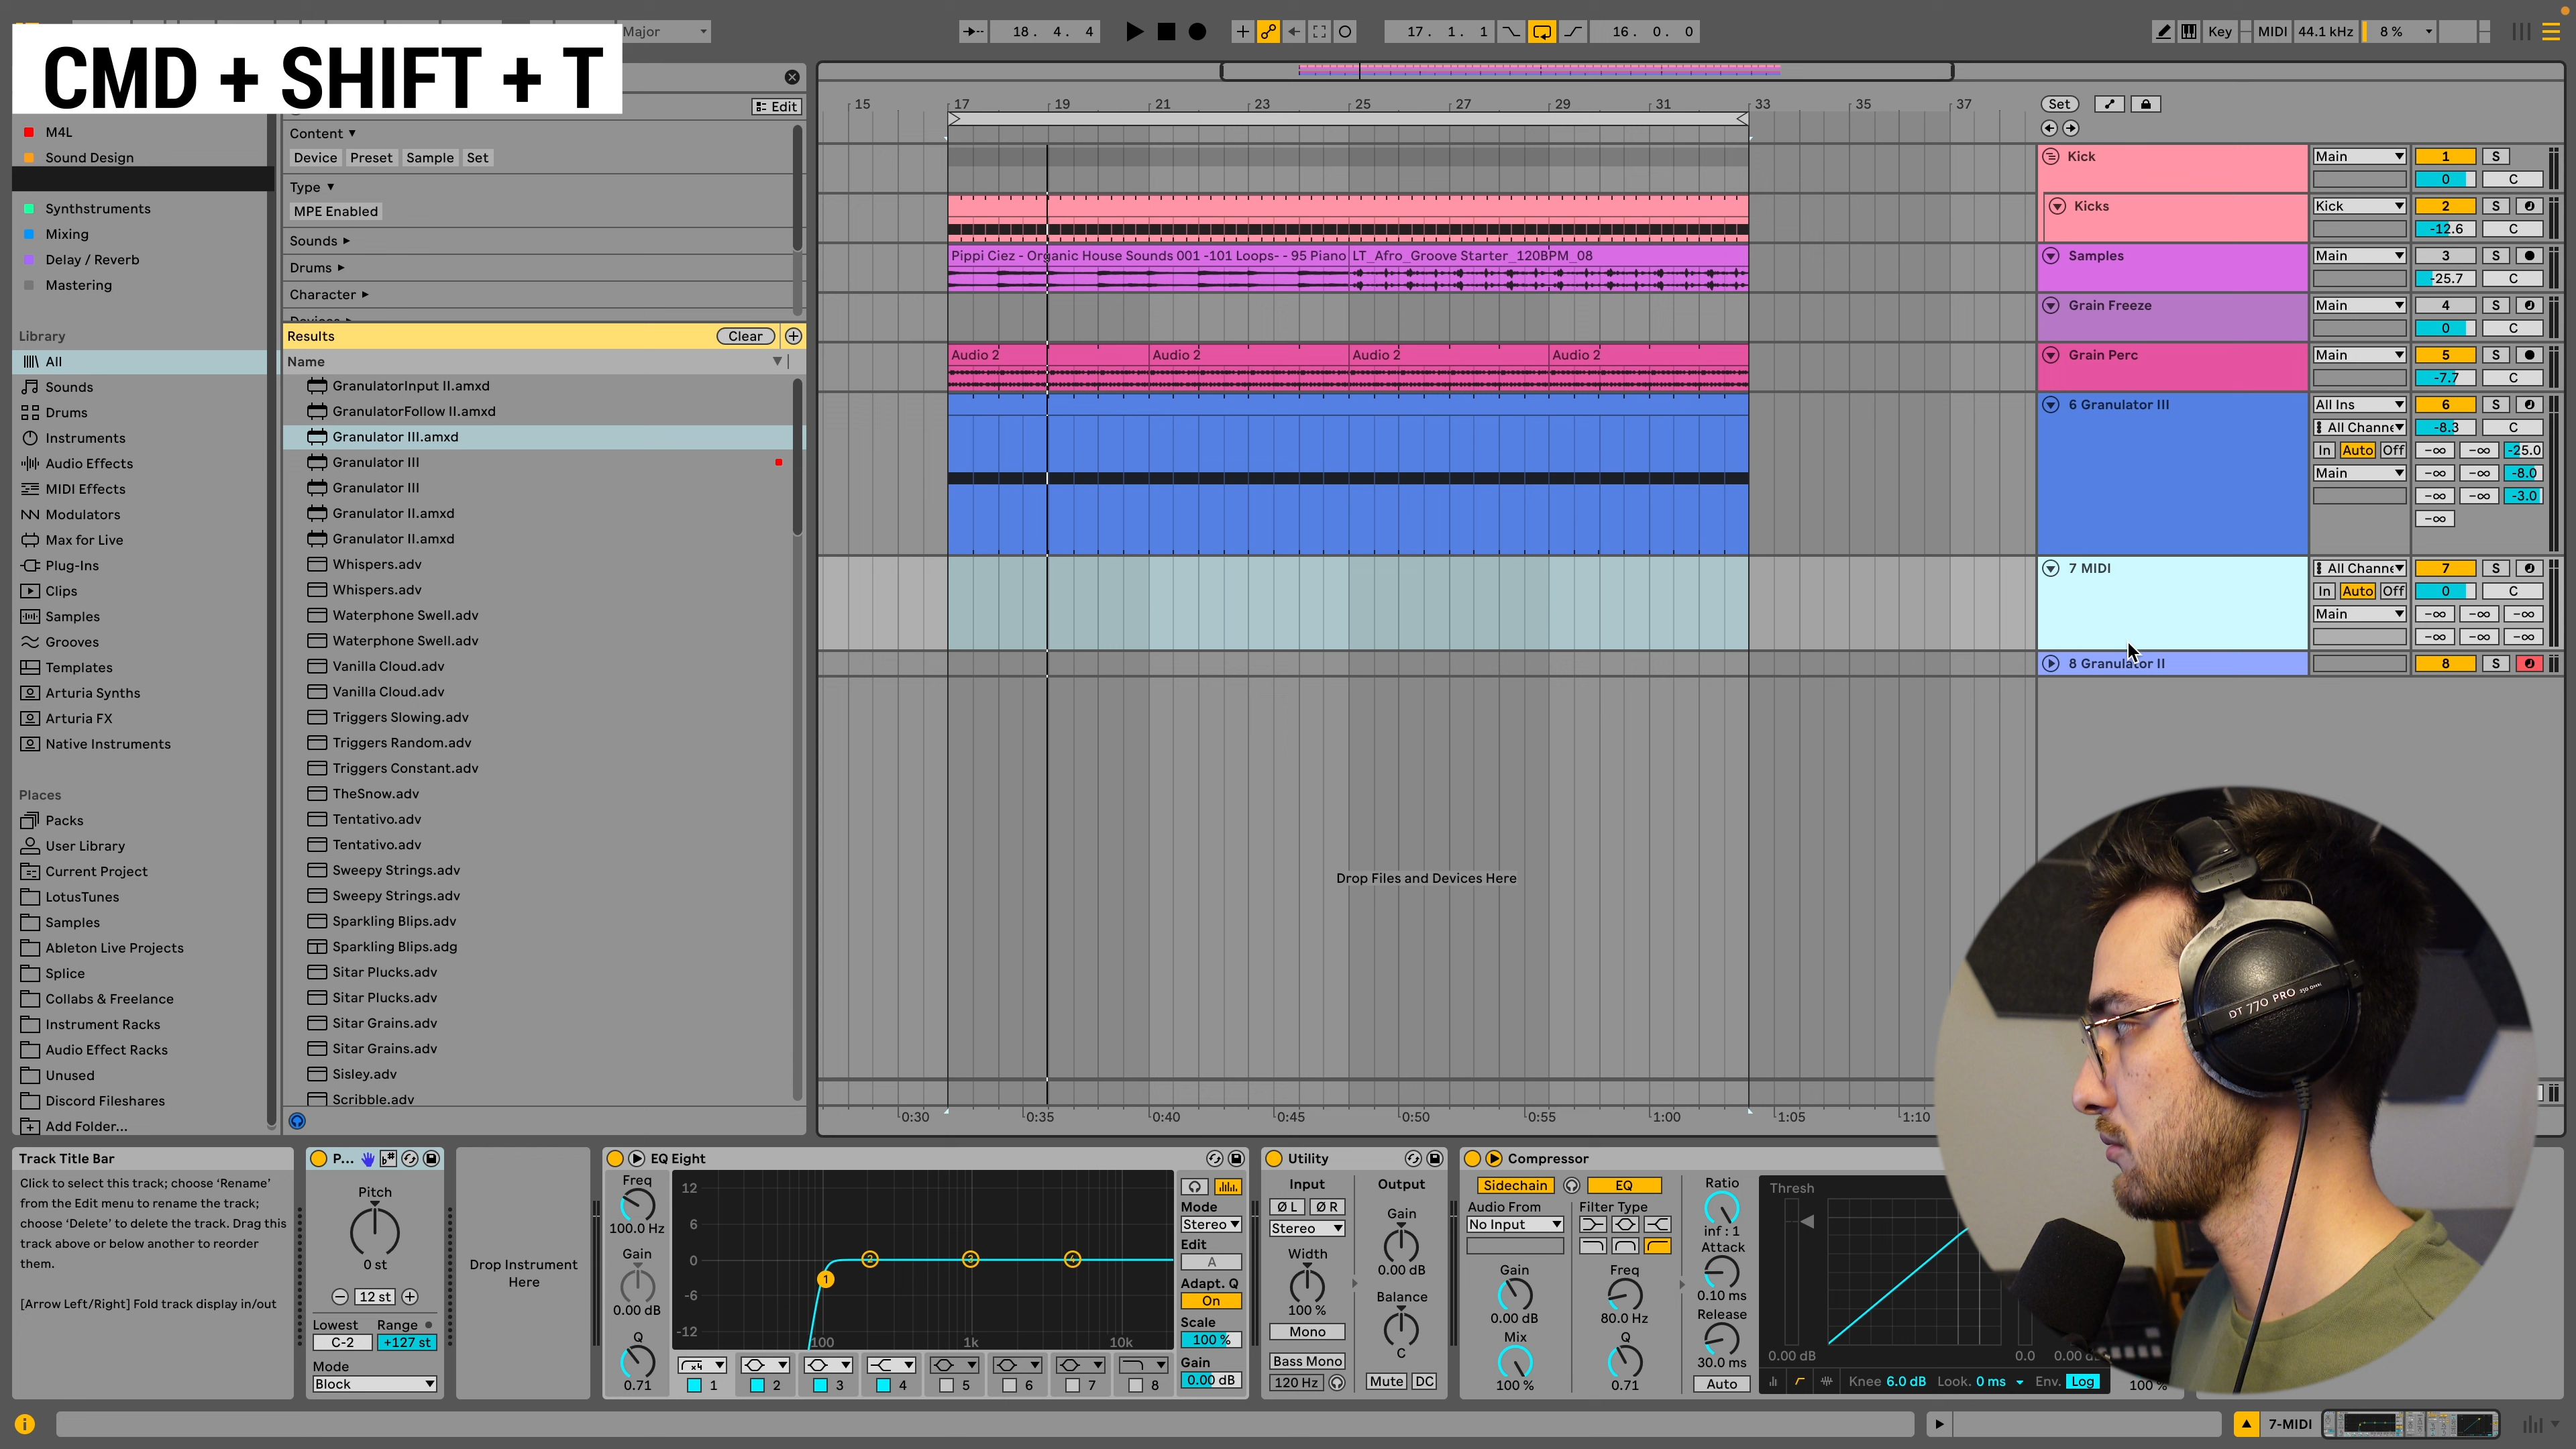 CMD + SHIFT + T
Major
18. 4. 4
17. 1. 1
16. 0. 0
Key
MIDI
44.1 kHz
8 %
Edit
M4L
Sound Design
Synthstruments
Mixing
Delay / Reverb
Mastering
Library
All
Sounds
Drums
Instruments
Audio Effects
MIDI Effects
Modulators
Max for Live
Plug-Ins
Clips
Samples
Grooves
Templates
Arturia Synths
Arturia FX
Native Instruments
Places
Packs
User Library
Current Project
LotusTunes
Samples
Ableton Live Projects
Splice
Collabs & Freelance
Instrument Racks
Audio Effect Racks
Unused
Discord Fileshares
Add Folder...
Content
Device Preset Sample Set
Type
MPE Enabled
Sounds
Drums
Character
Results
Clear
Name
GranulatorInput II.amxd
GranulatorFollow II.amxd
Granulator III.amxd
Granulator III
Granulator III
Granulator II.amxd
Granulator II.amxd
Whispers.adv
Whispers.adv
Waterphone Swell.adv
Waterphone Swell.adv
Vanilla Cloud.adv
Vanilla Cloud.adv
Triggers Slowing.adv
Triggers Random.adv
Triggers Constant.adv
TheSnow.adv
Tentativo.adv
Tentativo.adv
Sweepy Strings.adv
Sweepy Strings.adv
Sparkling Blips.adv
Sparkling Blips.adg
Sitar Plucks.adv
Sitar Plucks.adv
Sitar Grains.adv
Sitar Grains.adv
Sisley.adv
Scribble.adv
15 17 19 21 23 25 27 29 31 33 35 37
Set
Pippi Ciez - Organic House Sounds 001 -101 Loops- - 95 Piano
LT_Afro_Groove Starter_120BPM_08
Audio 2
Audio 2
Audio 2
Audio 2
Drop Files and Devices Here
0:30 0:35 0:40 0:45 0:50 0:55 1:00 1:05 1:10
Kick Main 1 S
0 C
Kicks Kick 2 S
-12.6 C
Samples Main 3 S
-25.7 C
Grain Freeze Main 4 S
0 C
Grain Perc Main 5 S
-7.7 C
6 Granulator III All Ins 6 S
All Channe -8.3 C
In Auto Off -∞ -∞ -25.0
Main -∞ -∞ -8.0
-∞ -∞ -3.0
-∞
7 MIDI All Channe 7 S
In Auto Off 0 C
Main -∞ -∞ -∞
-∞ -∞ -∞
8 Granulator II 8 S
DT 770 PRO
Track Title Bar
Click to select this track; choose ‘Rename’
from the Edit menu to rename the track;
choose ‘Delete’ to delete the track. Drag this
track above or below another to reorder
them.
[Arrow Left/Right] Fold track display in/out
P...
Pitch
0 st
12 st
Lowest Range
C-2 +127 st
Mode
Block
Drop Instrument
Here
EQ Eight
Freq
100.0 Hz
Gain
0.00 dB
Q
0.71
12
6
0
-6
-12
100 1k 10k
1 2 3 4
1 2 3 4 5 6 7 8
x4
Mode
Stereo
Edit
A
Adapt. Q
On
Scale
100 %
Gain
0.00 dB
Utility
Input
Ø L Ø R
Stereo
Width
100 %
Mono
Bass Mono
120 Hz
Output
Gain
0.00 dB
Balance
C
Mute DC
Compressor
Sidechain EQ
Audio From
No Input
Filter Type
Gain
0.00 dB
Mix
100 %
Freq
80.0 Hz
Q
0.71
Ratio
inf : 1
Attack
0.10 ms
Release
30.0 ms
Auto
Thresh
0.00 dB
0.0
Knee 6.0 dB Look. 0 ms Env. Log
100 %
7-MIDI